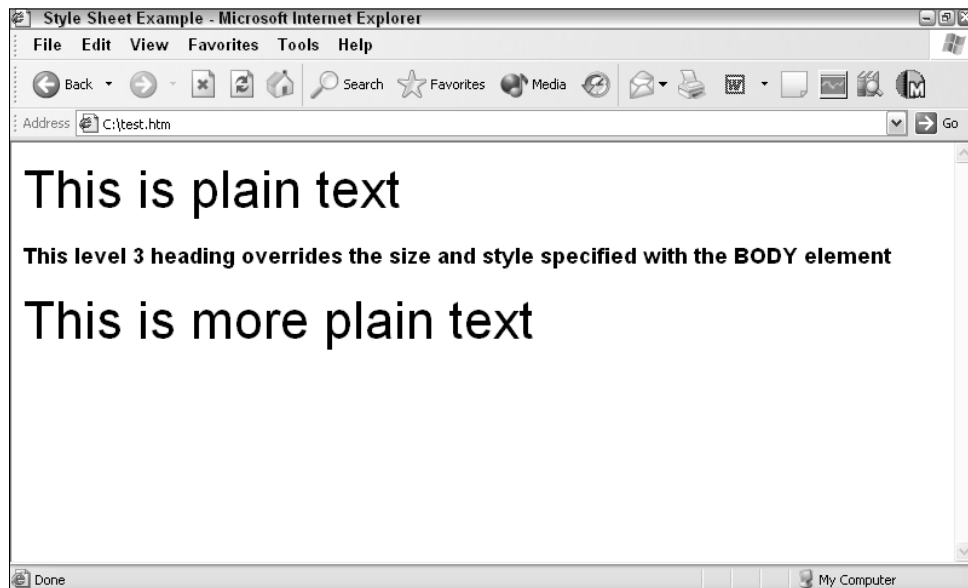 Style Sheet Example - Microsoft Internet Explorer
File Edit View Favorites Tools Help
Back Search Favorites Media W M
Address C:\test.htm Go
This is plain text
This level 3 heading overrides the size and style specified with the BODY element
This is more plain text
Done My Computer